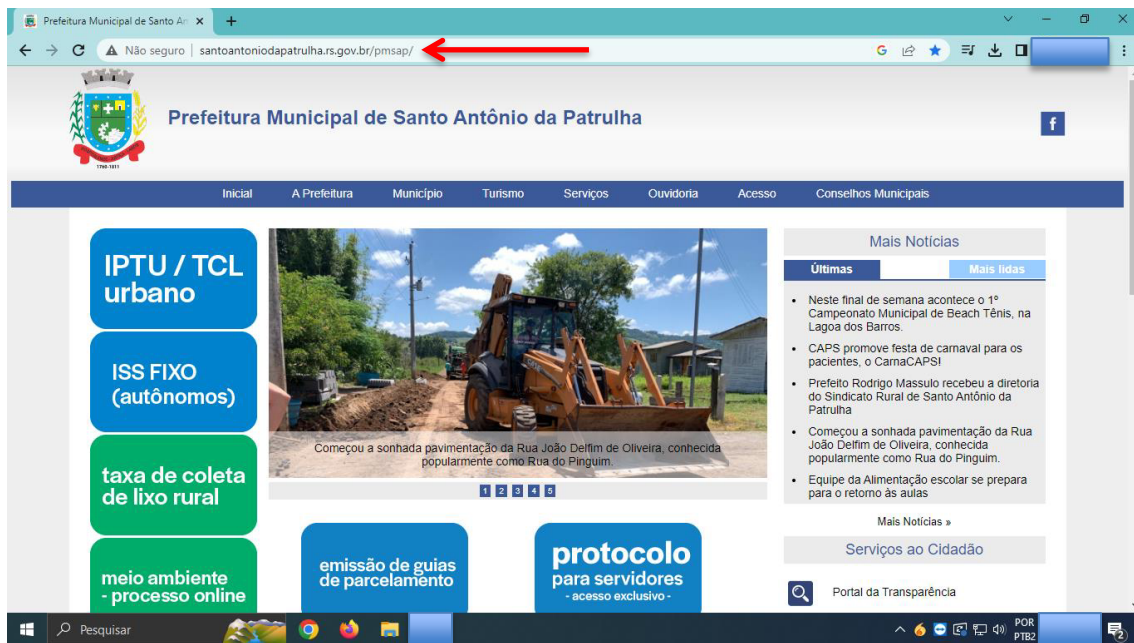 Prefeitura Municipal de Santo An
Não seguro | santoantoniodapatrulha.rs.gov.br/pmsap/
Prefeitura Municipal de Santo Antônio da Patrulha
f
Inicial A Prefeitura Município Turismo Serviços Ouvidoria Acesso Conselhos Municipais
IPTU / TCL
urbano
ISS FIXO
(autônomos)
taxa de coleta
de lixo rural
meio ambiente
- processo online
Começou a sonhada pavimentação da Rua João Delfim de Oliveira, conhecida
popularmente como Rua do Pinguim.
1 2 3 4 5
emissão de guias
de parcelamento
protocolo
para servidores
- acesso exclusivo -
Mais Notícias
Últimas Mais lidas
• Neste final de semana acontece o 1º
Campeonato Municipal de Beach Tênis, na
Lagoa dos Barros.
• CAPS promove festa de carnaval para os
pacientes, o CarnaCAPS!
• Prefeito Rodrigo Massulo recebeu a diretoria
do Sindicato Rural de Santo Antônio da
Patrulha
• Começou a sonhada pavimentação da Rua
João Delfim de Oliveira, conhecida
popularmente como Rua do Pinguim.
• Equipe da Alimentação escolar se prepara
para o retorno às aulas
Mais Notícias »
Serviços ao Cidadão
Portal da Transparência
Pesquisar
POR
PTB2
2